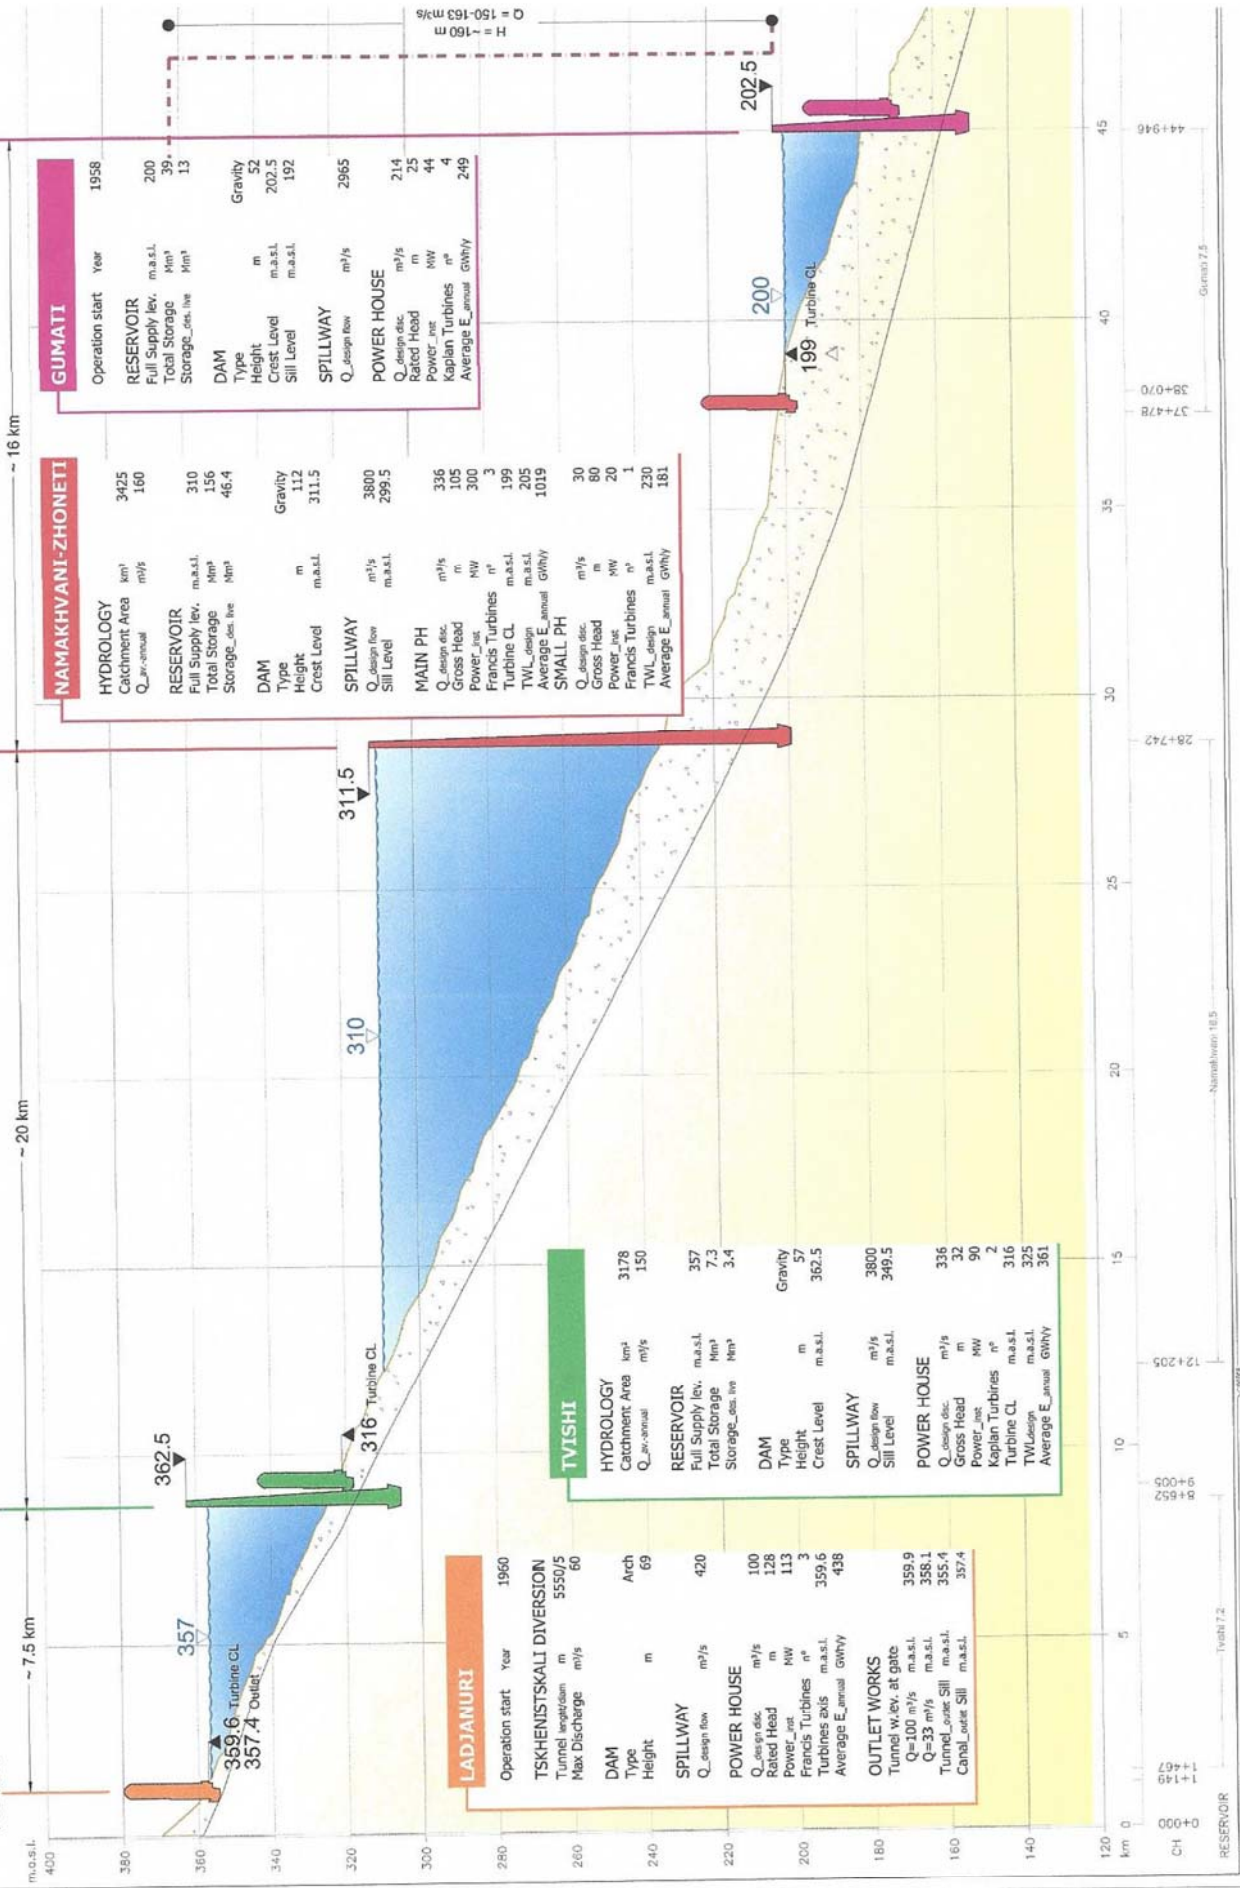 ~ 7.5 km
~ 20 km
~ 16 km
m.a.s.l.
400
380
360
340
320
300
280
260
240
220
200
180
160
140
120
km
0
5
10
15
20
25
30
35
40
45
CH
0+000
1+149
1+467
8+652
9+005
12+205
28+742
37+478
38+070
44+946
RESERVOIR
Tvishi 7.2
Namakhvani 18.5
Gumati 7.5
359.6 Turbine CL
357.4 Outlet
357
362.5
316 Turbine CL
310
311.5
199 Turbine CL
200
202.5
H = ~160 m
Q = 150-163 m³/s
LADJANURI
Operation start Year 1960
TSKHENISTSKALI DIVERSION
Tunnel lenght/diam m 5550/5
Max Discharge m³/s 60
DAM
Type Arch
Height m 69
SPILLWAY
Q_design flow m³/s 420
POWER HOUSE
Q_design disc. m³/s 100
Rated Head m 128
Power_inst MW 113
Francis Turbines n° 3
Turbines axis m.a.s.l. 359.6
Average E_annual GWh/y 438
OUTLET WORKS
Tunnel w.lev. at gate
Q=100 m³/s m.a.s.l. 359.9
Q=33 m³/s m.a.s.l. 358.1
Tunnel_outlet Sill m.a.s.l. 355.4
Canal_outlet Sill m.a.s.l. 357.4
TVISHI
HYDROLOGY
Catchment Area km² 3178
Q_av.-annual m³/s 150
RESERVOIR
Full Supply lev. m.a.s.l. 357
Total Storage Mm³ 7.3
Storage_des. live Mm³ 3.4
DAM
Type Gravity
Height m 57
Crest Level m.a.s.l. 362.5
SPILLWAY
Q_design flow m³/s 3800
Sill Level m.a.s.l. 349.5
POWER HOUSE
Q_design disc. m³/s 336
Gross Head m 32
Power_inst MW 90
Kaplan Turbines n° 2
Turbine CL m.a.s.l. 316
TWLdesign m.a.s.l. 325
Average E_annual GWh/y 361
NAMAKHVANI-ZHONETI
HYDROLOGY
Catchment Area km² 3425
Q_av.-annual m³/s 160
RESERVOIR
Full Supply lev. m.a.s.l. 310
Total Storage Mm³ 156
Storage_des. live Mm³ 46.4
DAM
Type Gravity
Height m 112
Crest Level m.a.s.l. 311.5
SPILLWAY
Q_design flow m³/s 3800
Sill Level m.a.s.l. 299.5
MAIN PH
Q_design disc. m³/s 336
Gross Head m 105
Power_inst MW 300
Francis Turbines n° 3
Turbine CL m.a.s.l. 199
TWL_design m.a.s.l. 205
Average E_annual GWh/y 1019
SMALL PH
Q_design disc. m³/s 30
Gross Head m 80
Power_inst MW 20
Francis Turbines n° 1
TWL_design m.a.s.l. 230
Average E_annual GWh/y 181
GUMATI
Operation start Year 1958
RESERVOIR
Full Supply lev. m.a.s.l. 200
Total Storage Mm³ 39
Storage_des. live Mm³ 13
DAM
Type Gravity
Height m 52
Crest Level m.a.s.l. 202.5
Sill Level m.a.s.l. 192
SPILLWAY
Q_design flow m³/s 2965
POWER HOUSE
Q_design disc. m³/s 214
Rated Head m 25
Power_inst MW 44
Kaplan Turbines n° 4
Average E_annual GWh/y 249